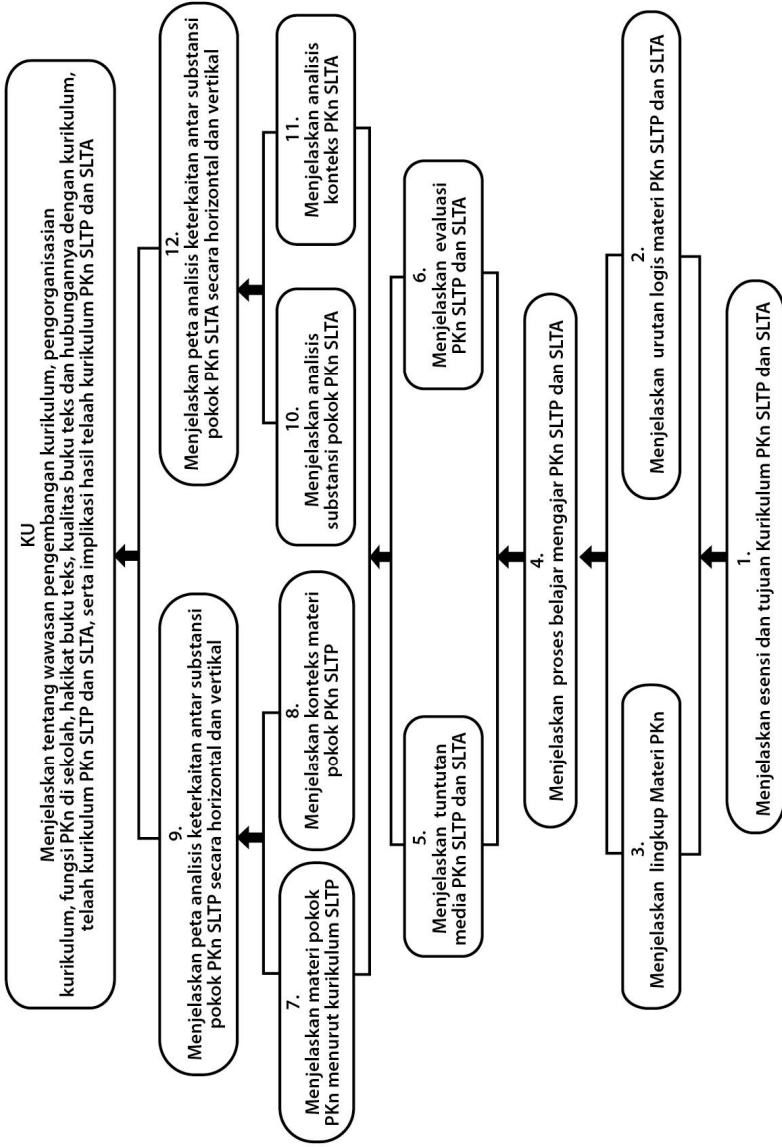 KU
Menjelaskan tentang wawasan pengembangan kurikulum, pengorganisasian
kurikulum, fungsi PKn di sekolah, hakikat buku teks, kualitas buku teks dan hubungannya dengan kurikulum,
telaah kurikulum PKn SLTP dan SLTA, serta implikasi hasil telaah kurikulum PKn SLTP dan SLTA
9.
Menjelaskan peta analisis keterkaitan antar substansi
pokok PKn SLTP secara horizontal dan vertikal
12.
Menjelaskan peta analisis keterkaitan antar substansi
pokok PKn SLTA secara horizontal dan vertikal
7.
Menjelaskan materi pokok
PKn menurut kurikulum SLTP
8.
Menjelaskan konteks materi
pokok PKn SLTP
10.
Menjelaskan analisis
substansi pokok PKn SLTA
11.
Menjelaskan analisis
konteks PKn SLTA
5.
Menjelaskan tuntutan
media PKn SLTP dan SLTA
6.
Menjelaskan evaluasi
PKn SLTP dan SLTA
4.
Menjelaskan proses belajar mengajar PKn SLTP dan SLTA
3.
Menjelaskan lingkup Materi PKn
2.
Menjelaskan urutan logis materi PKn SLTP dan SLTA
1.
Menjelaskan esensi dan tujuan Kurikulum PKn SLTP dan SLTA